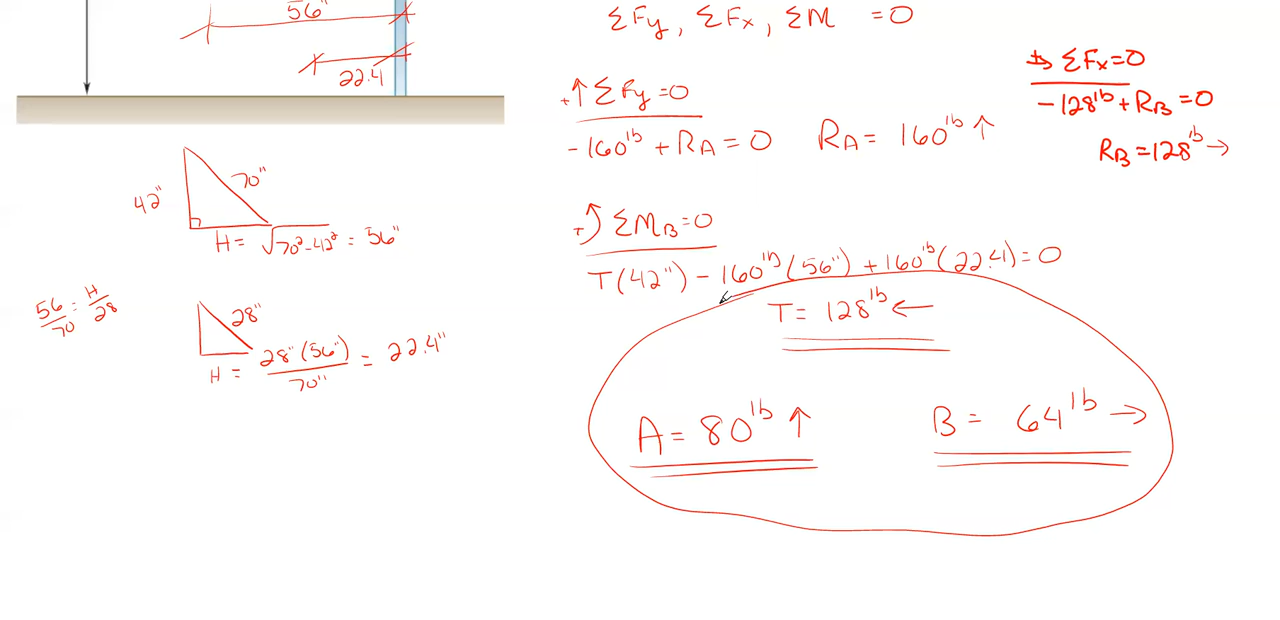 56"
22.4
ΣFy, ΣFx, ΣM = 0
+↑ΣFy=0
-160lb + RA = 0 RA = 160lb ↑
+→ ΣFx=0
-128lb + RB = 0
RB = 128lb →
42"
70"
H = √70²-42² = 56"
+) ΣMB=0
T(42") - 160lb(56") + 160lb(22.4) = 0
T = 128lb ←
56/70 = H/28
28"
H = 28"(56")/70" = 22.4"
A = 80lb ↑ B = 64lb →